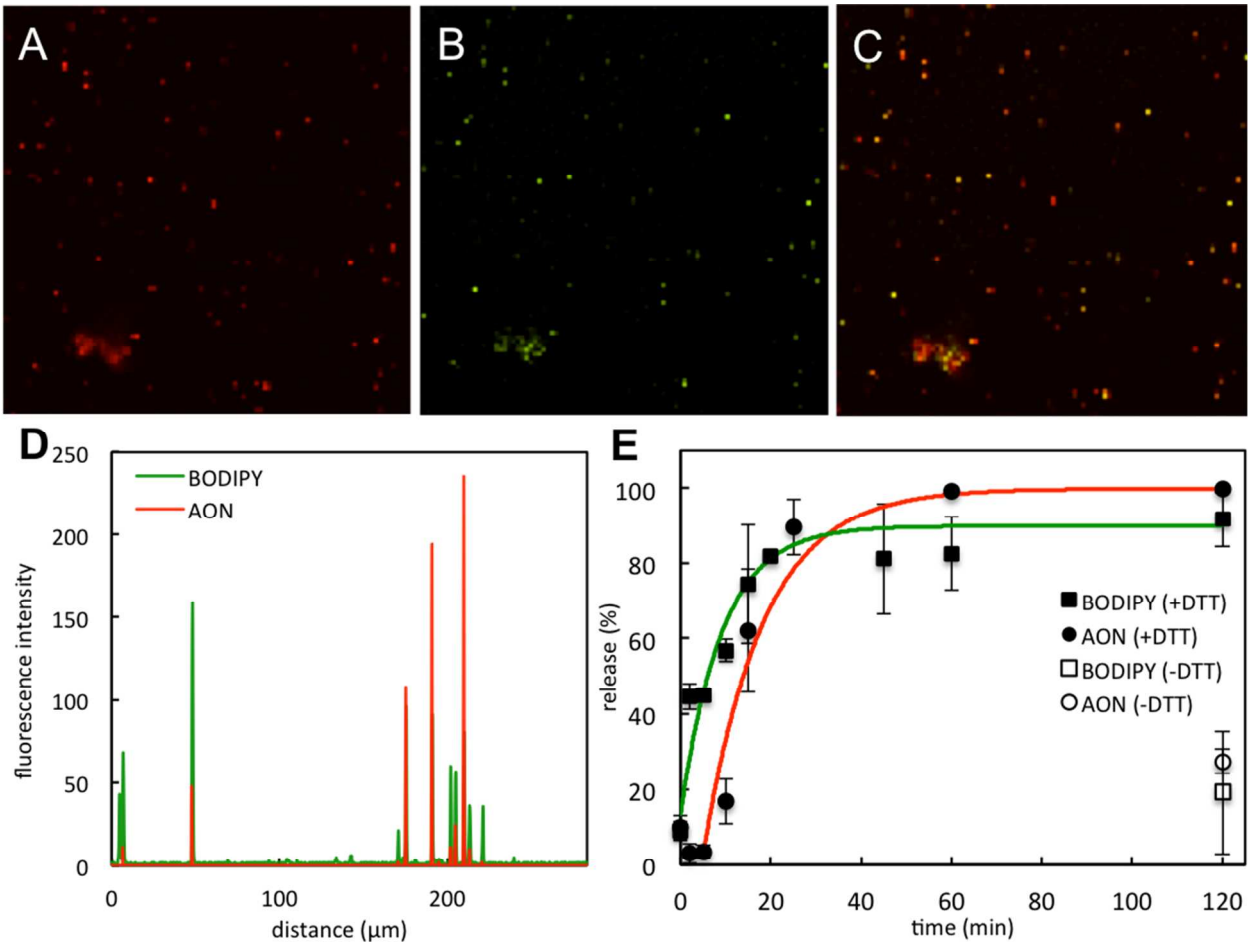 A
B
C
D
250
200
150
100
50
0
BODIPY
AON
fluorescence intensity
0
100
200
distance (µm)
E
100
80
60
40
20
0
BODIPY (+DTT)
AON (+DTT)
BODIPY (-DTT)
AON (-DTT)
release (%)
0
20
40
60
80
100
120
time (min)